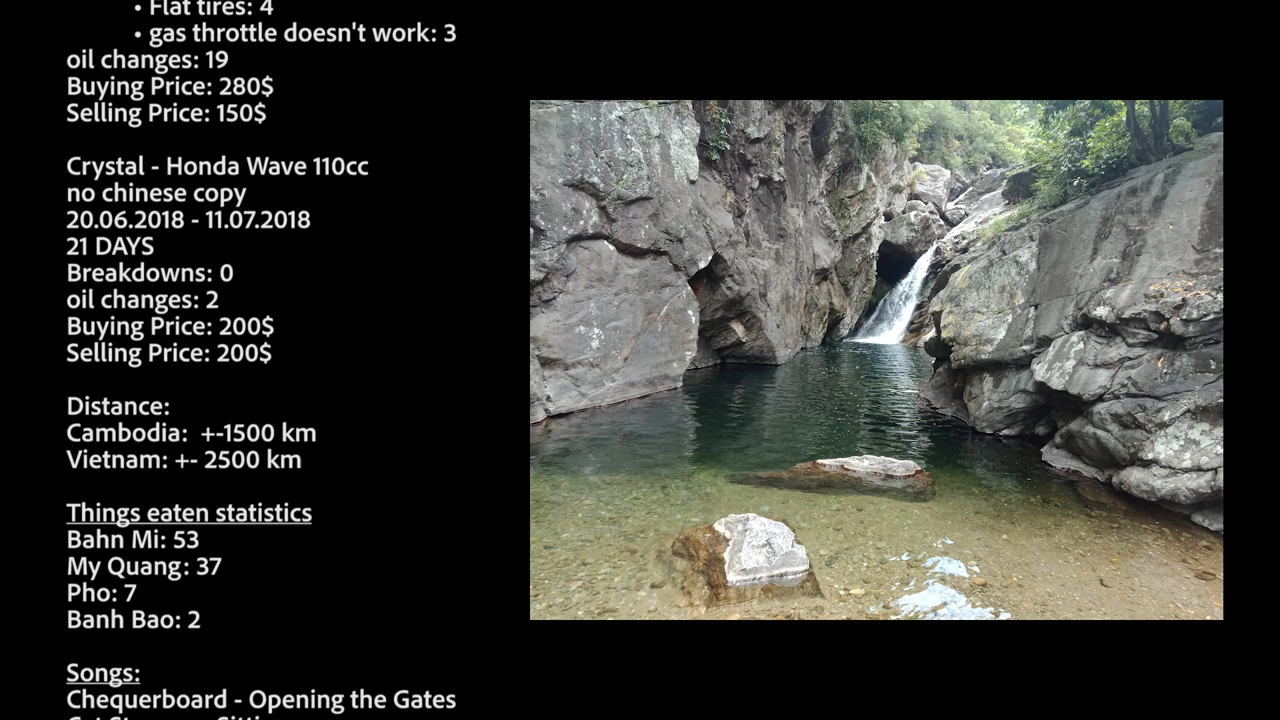 • Flat tires: 4
• gas throttle doesn't work: 3
oil changes: 19
Buying Price: 280$
Selling Price: 150$
Crystal - Honda Wave 110cc
no chinese copy
20.06.2018 - 11.07.2018
21 DAYS
Breakdowns: 0
oil changes: 2
Buying Price: 200$
Selling Price: 200$
Distance:
Cambodia: +-1500 km
Vietnam: +- 2500 km
Things eaten statistics
Bahn Mi: 53
My Quang: 37
Pho: 7
Banh Bao: 2
Songs:
Chequerboard - Opening the Gates